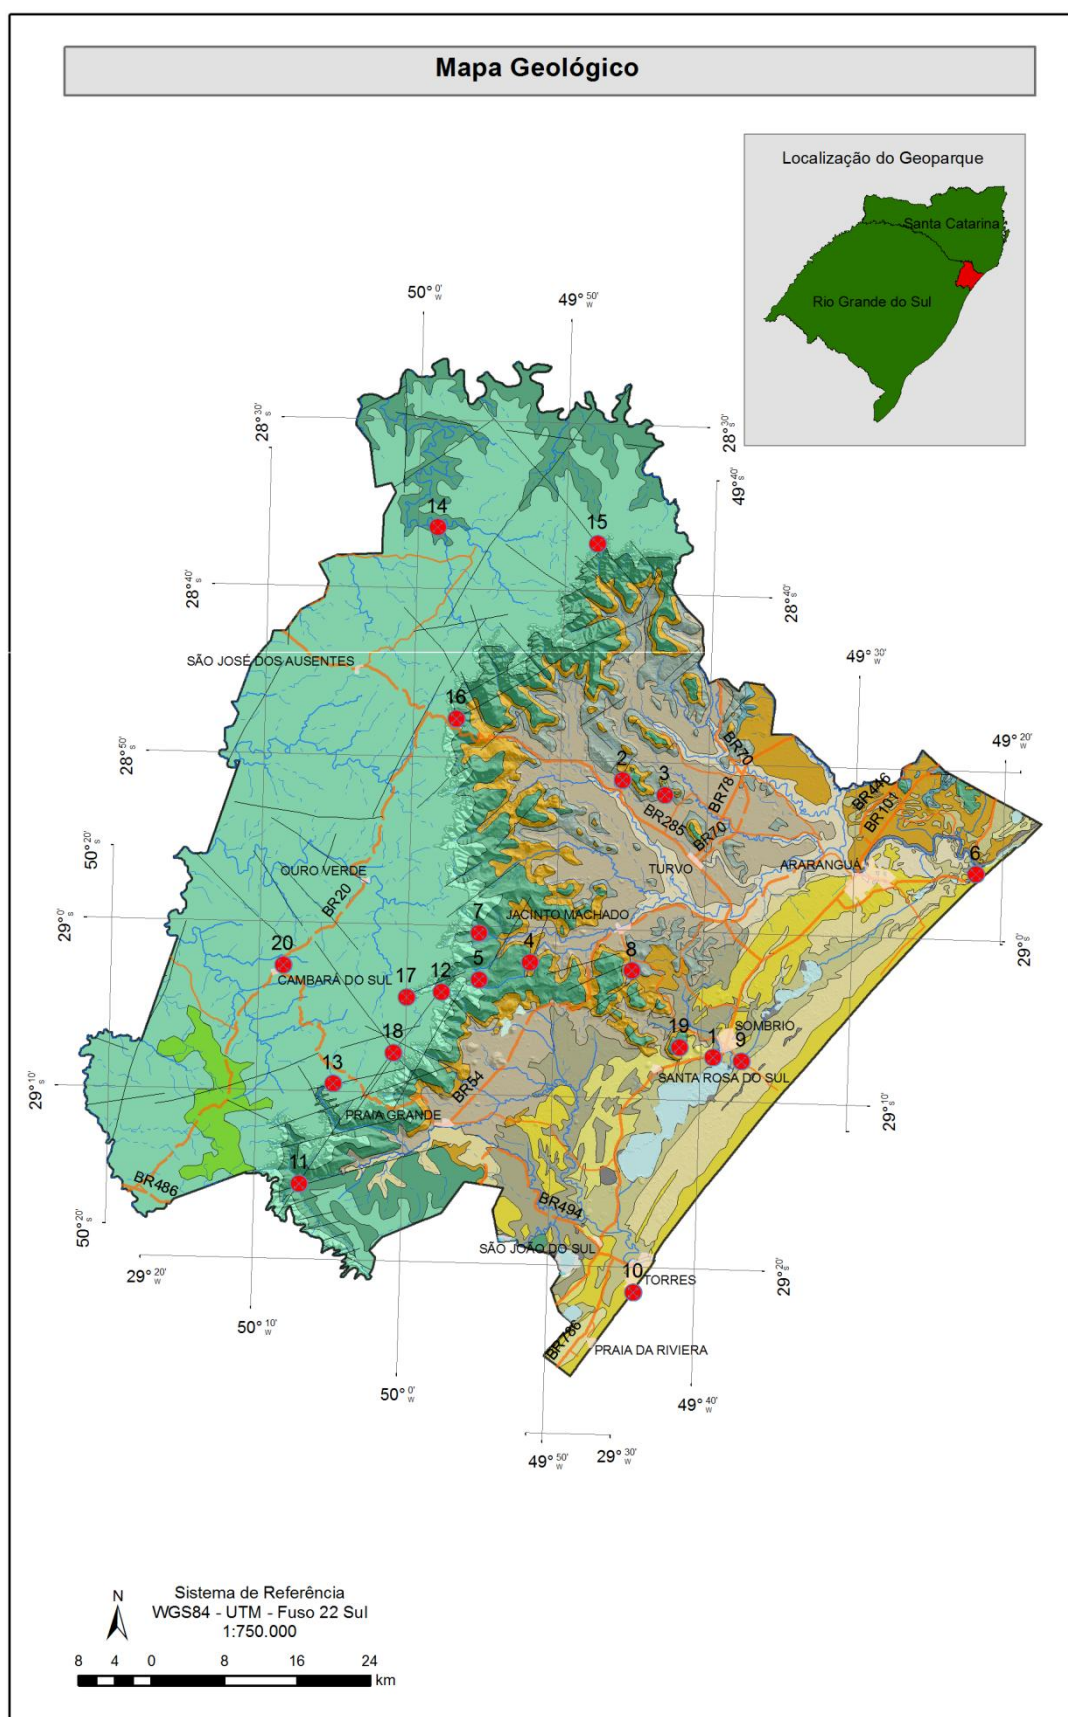 Mapa Geológico
Localização do Geoparque
Santa Catarina
Rio Grande do Sul
50° 0' W
49° 50' W
28° 30' S
28° 30' S
49° 40' W
14
15
28° 40' S
28° 40' S
49° 30' W
SÃO JOSÉ DOS AUSENTES
16
49° 20' W
28° 50' S
BR70
2
3
BR78
BR446
BR101
BR285
BR70
50° 20' S
OURO VERDE
TURVO
ARARANGUÁ
6
BR20
29° 0' S
7
JACINTO MACHADO
29° 0' S
20
4
8
CAMBARÁ DO SUL
17
12
5
18
19
1
SOMBRIO
9
SANTA ROSA DO SUL
29° 10' S
13
BR54
29° 10' S
PRAIA GRANDE
11
BR486
BR494
50° 20' S
SÃO JOÃO DO SUL
29° 20' W
10
TORRES
29° 20' S
50° 10' W
BR786
PRAIA DA RIVIERA
50° 0' W
49° 40' W
49° 50' W
29° 30' W
N
Sistema de Referência
WGS84 - UTM - Fuso 22 Sul
1:750.000
8 4 0 8 16 24
km